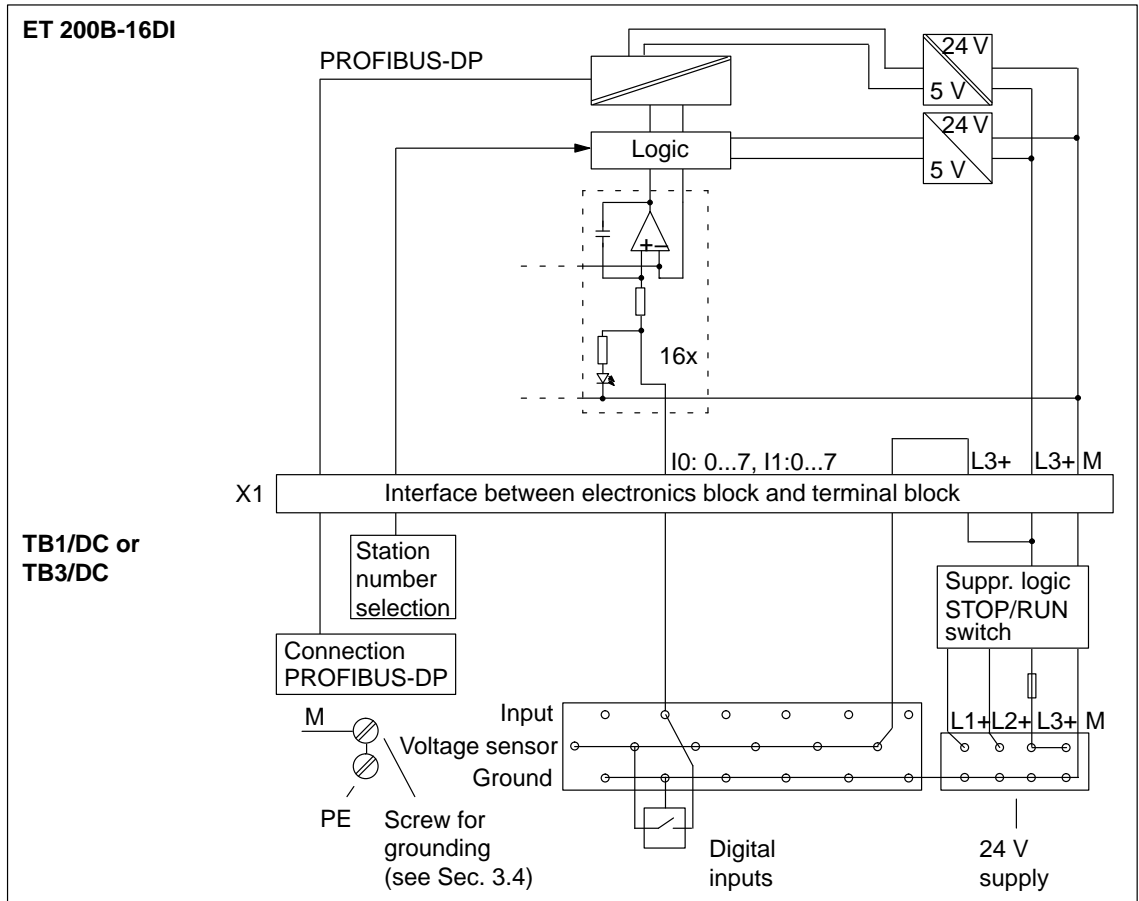 ET 200B-16DI
PROFIBUS-DP
24 V
5 V
24 V
5 V
Logic
+ −
16x
I0: 0...7, I1:0...7
L3+
L3+
M
X1
Interface between electronics block and terminal block
TB1/DC or
TB3/DC
Station
number
selection
Suppr. logic
STOP/RUN
switch
Connection
PROFIBUS-DP
M
Input
Voltage sensor
Ground
L1+
L2+
L3+
M
PE
Screw for
grounding
(see Sec. 3.4)
Digital
inputs
24 V
supply